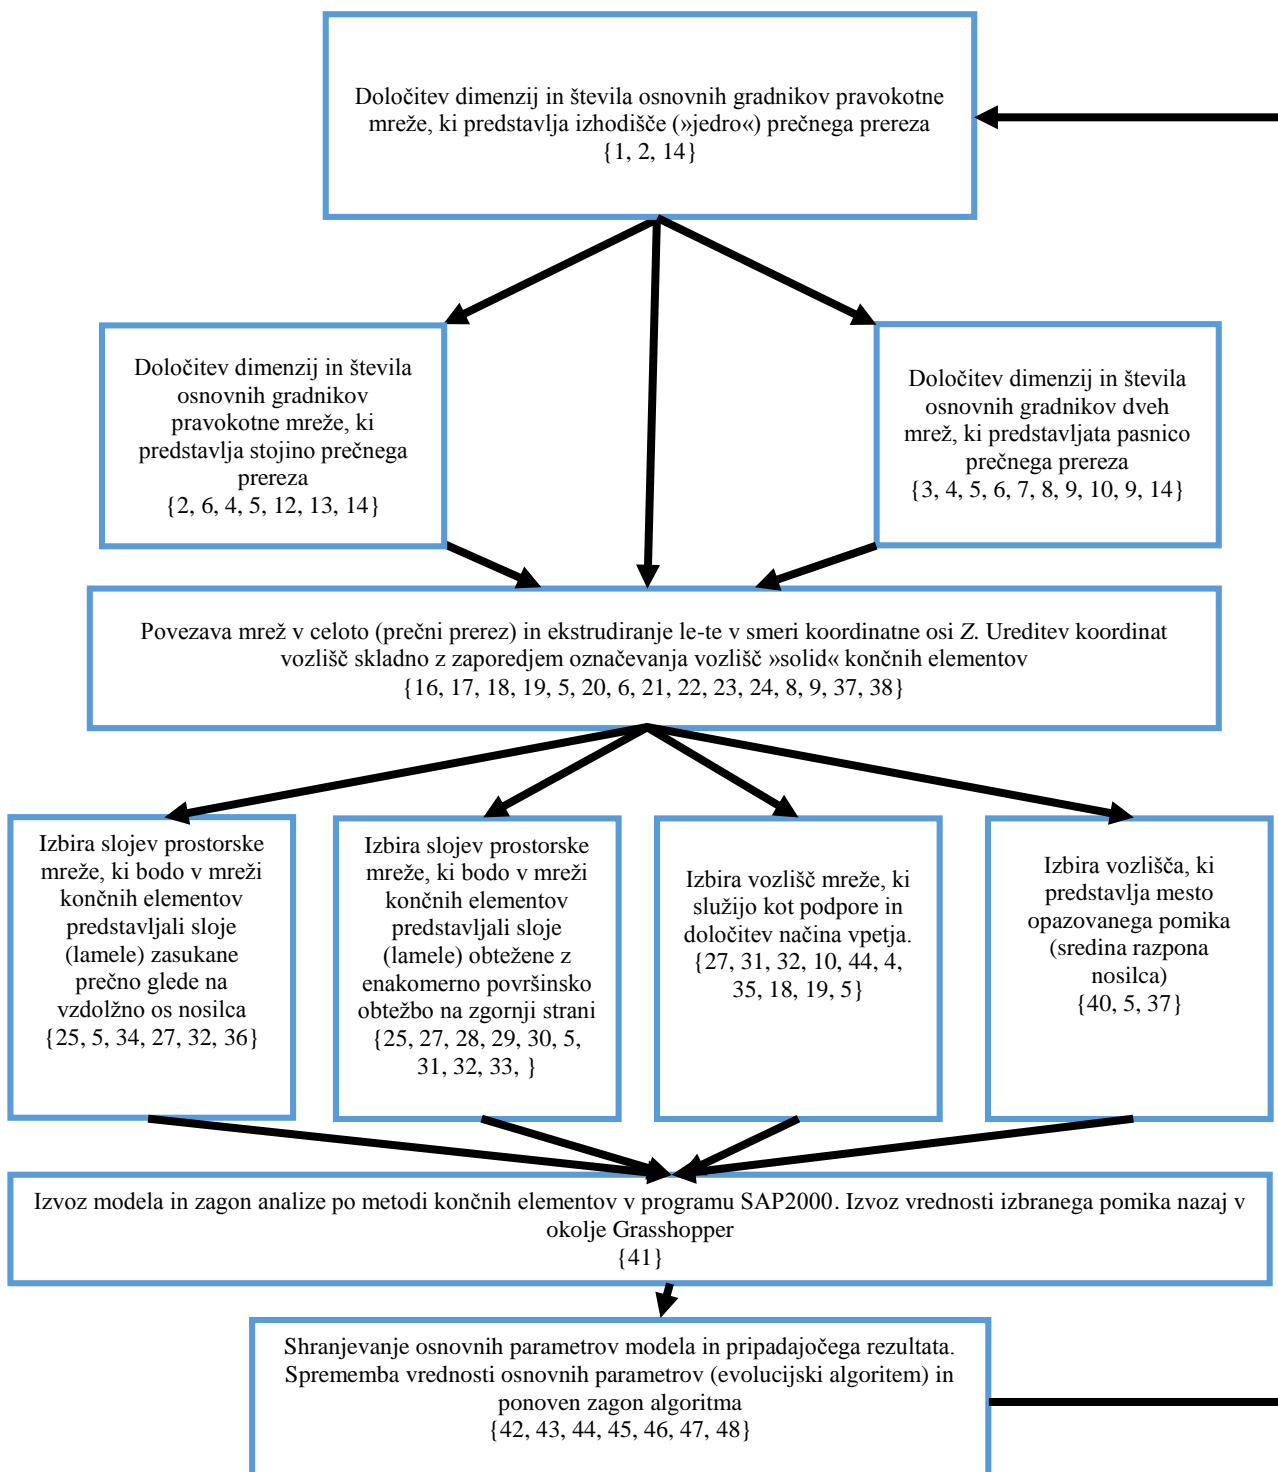 Določitev dimenzij in števila osnovnih gradnikov pravokotne
mreže, ki predstavlja izhodišče (»jedro«) prečnega prereza
{1, 2, 14}
Določitev dimenzij in števila
osnovnih gradnikov
pravokotne mreže, ki
predstavlja stojino prečnega
prereza
{2, 6, 4, 5, 12, 13, 14}
Določitev dimenzij in števila
osnovnih gradnikov dveh
mrež, ki predstavljata pasnico
prečnega prereza
{3, 4, 5, 6, 7, 8, 9, 10, 9, 14}
Povezava mrež v celoto (prečni prerez) in ekstrudiranje le-te v smeri koordinatne osi Z. Ureditev koordinat
vozlišč skladno z zaporedjem označevanja vozlišč »solid« končnih elementov
{16, 17, 18, 19, 5, 20, 6, 21, 22, 23, 24, 8, 9, 37, 38}
Izbira slojev prostorske
mreže, ki bodo v mreži
končnih elementov
predstavljali sloje
(lamele) zasukane
prečno glede na
vzdolžno os nosilca
{25, 5, 34, 27, 32, 36}
Izbira slojev prostorske
mreže, ki bodo v mreži
končnih elementov
predstavljali sloje
(lamele) obtežene z
enakomerno površinsko
obtežbo na zgornji strani
{25, 27, 28, 29, 30, 5,
31, 32, 33, }
Izbira vozlišč mreže, ki
služijo kot podpore in
določitev načina vpetja.
{27, 31, 32, 10, 44, 4,
35, 18, 19, 5}
Izbira vozlišča, ki
predstavlja mesto
opazovanega pomika
(sredina razpona
nosilca)
{40, 5, 37}
Izvoz modela in zagon analize po metodi končnih elementov v programu SAP2000. Izvoz vrednosti izbranega pomika nazaj v
okolje Grasshopper
{41}
Shranjevanje osnovnih parametrov modela in pripadajočega rezultata.
Sprememba vrednosti osnovnih parametrov (evolucijski algoritem) in
ponoven zagon algoritma
{42, 43, 44, 45, 46, 47, 48}